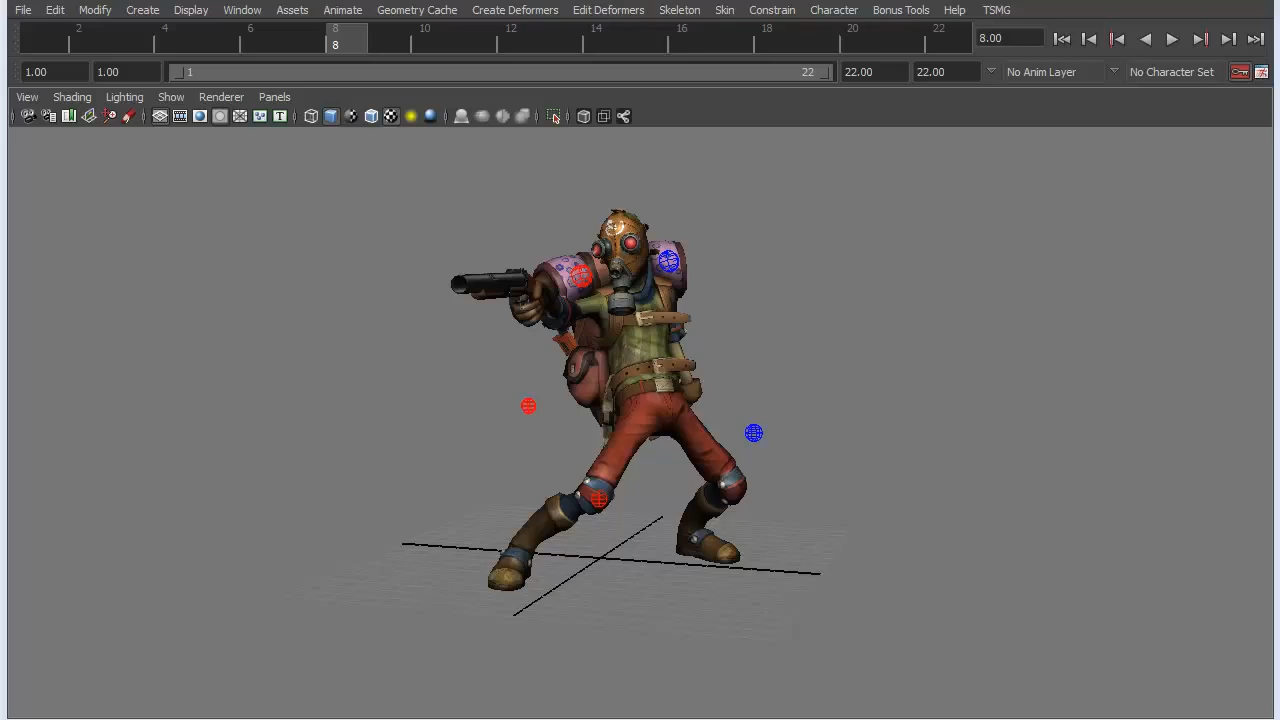 File Edit Modify Create Display Window Assets Animate Geometry Cache Create Deformers Edit Deformers Skeleton Skin Constrain Character Bonus Tools Help TSMG
2 4 6 8 10 12 14 16 18 20 22
8
8.00
1.00 1.00 1 22 22.00 22.00 No Anim Layer No Character Set
View Shading Lighting Show Renderer Panels
T